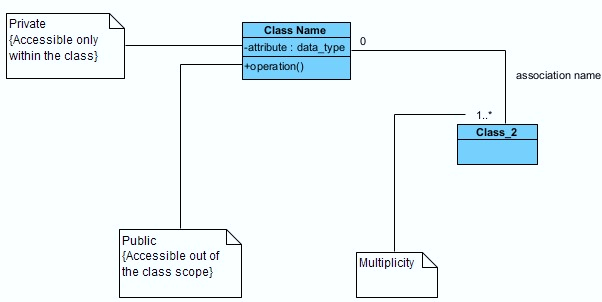 Private
{Accessible only
within the class}
Class Name
-attribute : data_type
+operation()
0
association name
1..*
Class_2
Public
{Accessible out of
the class scope}
Multiplicity